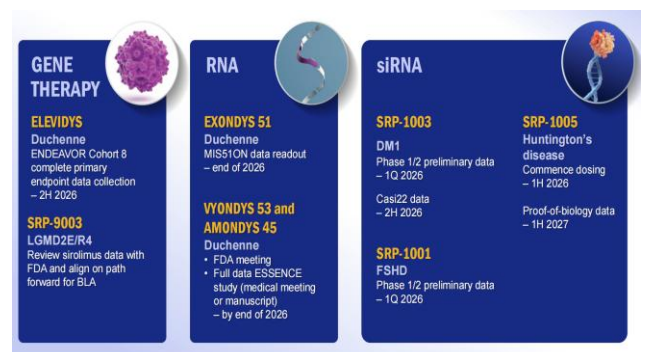 GENE
THERAPY
ELEVIDYS
Duchenne
ENDEAVOR Cohort 8
complete primary
endpoint data collection
– 2H 2026
SRP-9003
LGMD2E/R4
Review sirolimus data with
FDA and align on path
forward for BLA
RNA
EXONDYS 51
Duchenne
MIS51ON data readout
– end of 2026
VYONDYS 53 and
AMONDYS 45
Duchenne
• FDA meeting
• Full data ESSENCE
study (medical meeting
or manuscript)
– by end of 2026
siRNA
SRP-1003
DM1
Phase 1/2 preliminary data
– 1Q 2026
Casi22 data
– 2H 2026
SRP-1001
FSHD
Phase 1/2 preliminary data
– 1Q 2026
SRP-1005
Huntington's
disease
Commence dosing
– 1H 2026
Proof-of-biology data
– 1H 2027